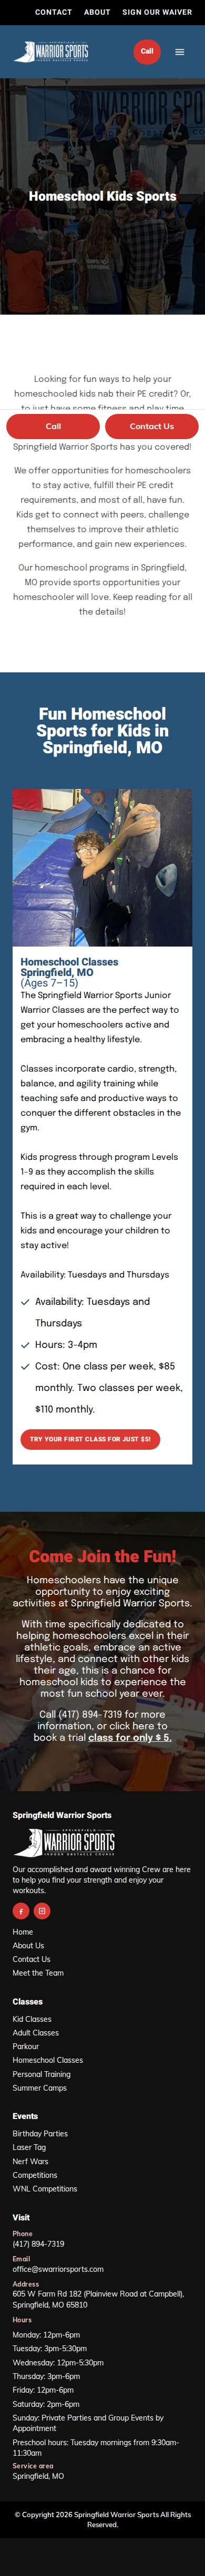 CONTACT ABOUT SIGN OUR WAIVER
WARRIOR SPORTS
INDOOR OBSTACLE COURSE
Call
Homeschool Kids Sports
Looking for fun ways to help your
homeschooled kids nab their PE credit? Or,
to just have some fitness and play time
Call
Contact Us
Springfield Warrior Sports has you covered!
We offer opportunities for homeschoolers
to stay active, fulfill their PE credit
requirements, and most of all, have fun.
Kids get to connect with peers, challenge
themselves to improve their athletic
performance, and gain new experiences.
Our homeschool programs in Springfield,
MO provide sports opportunities your
homeschooler will love. Keep reading for all
the details!
Fun Homeschool
Sports for Kids in
Springfield, MO
Homeschool Classes
Springfield, MO
(Ages 7–15)
The Springfield Warrior Sports Junior
Warrior Classes are the perfect way to
get your homeschoolers active and
embracing a healthy lifestyle.
Classes incorporate cardio, strength,
balance, and agility training while
teaching safe and productive ways to
conquer the different obstacles in the
gym.
Kids progress through program Levels
1-9 as they accomplish the skills
required in each level.
This is a great way to challenge your
kids and encourage your children to
stay active!
Availability: Tuesdays and Thursdays
Availability: Tuesdays and
Thursdays
Hours: 3-4pm
Cost: One class per week, $85
monthly. Two classes per week,
$110 monthly.
TRY YOUR FIRST CLASS FOR JUST $5!
Come Join the Fun!
Homeschoolers have the unique
opportunity to enjoy exciting
activities at Springfield Warrior Sports.
With time specifically dedicated to
helping homeschoolers excel in their
athletic goals, embrace an active
lifestyle, and connect with other kids
their age, this is a chance for
homeschool kids to experience the
most fun school year ever.
Call (417) 894-7319 for more
information, or click here to
book a trial class for only $ 5.
Springfield Warrior Sports
WARRIOR SPORTS
INDOOR OBSTACLE COURSE
Our accomplished and award winning Crew are here
to help you find your strength and enjoy your
workouts.
Home
About Us
Contact Us
Meet the Team
Classes
Kid Classes
Adult Classes
Parkour
Homeschool Classes
Personal Training
Summer Camps
Events
Birthday Parties
Laser Tag
Nerf Wars
Competitions
WNL Competitions
Visit
Phone
(417) 894-7319
Email
office@swarriorsports.com
Address
605 W Farm Rd 182 (Plainview Road at Campbell),
Springfield, MO 65810
Hours
Monday: 12pm-6pm
Tuesday: 3pm-5:30pm
Wednesday: 12pm-5:30pm
Thursday: 3pm-6pm
Friday: 12pm-6pm
Saturday: 2pm-6pm
Sunday: Private Parties and Group Events by
Appointment
Preschool hours: Tuesday mornings from 9:30am-
11:30am
Service area
Springfield, MO
© Copyright 2026 Springfield Warrior Sports All Rights
Reserved.